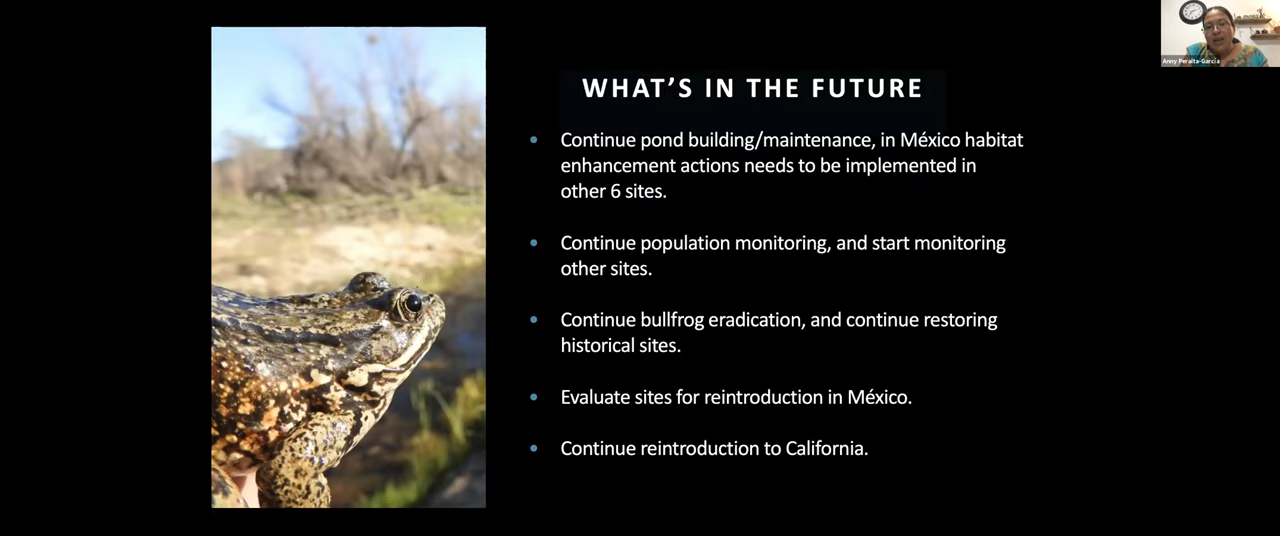 WHAT'S IN THE FUTURE
• Continue pond building/maintenance, in México habitat
enhancement actions needs to be implemented in
other 6 sites.
• Continue population monitoring, and start monitoring
other sites.
• Continue bullfrog eradication, and continue restoring
historical sites.
• Evaluate sites for reintroduction in México.
• Continue reintroduction to California.
Anny Peralta-García